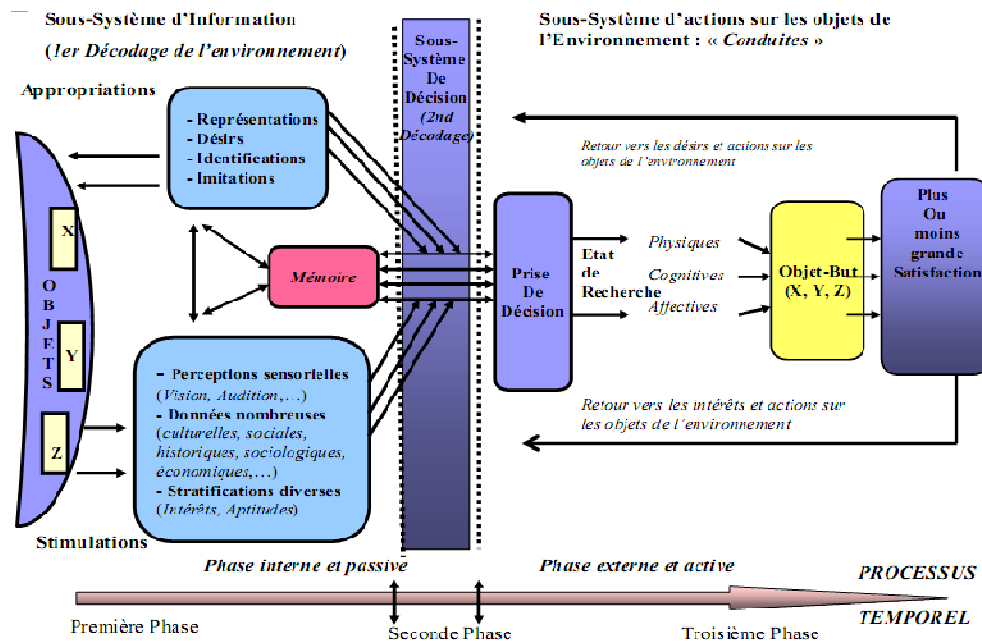 Sous-Système d'Information
(1er Décodage de l'environnement)
Appropriations
- Représentations
- Désirs
- Identifications
- Imitations
X
Y
Z
OBJETS
Mémoire
- Perceptions sensorielles
(Vision, Audition,...)
- Données nombreuses
(culturelles, sociales,
historiques, sociologiques,
économiques,...)
- Stratifications diverses
(Intérêts, Aptitudes)
Stimulations
Sous-
Système
De
Décision
(2nd
Décodage)
Sous-Système d'actions sur les objets de
l'Environnement : « Conduites »
Retour vers les désirs et actions sur les
objets de l'environnement
Prise
De
Décision
Etat
de
Recherche
Physiques
Cognitives
Affectives
Objet-But
(X, Y, Z)
Plus
Ou
moins
grande
Satisfaction
Retour vers les intérêts et actions sur
les objets de l'environnement
Phase interne et passive
Phase externe et active
PROCESSUS
TEMPOREL
Première Phase
Seconde Phase
Troisième Phase